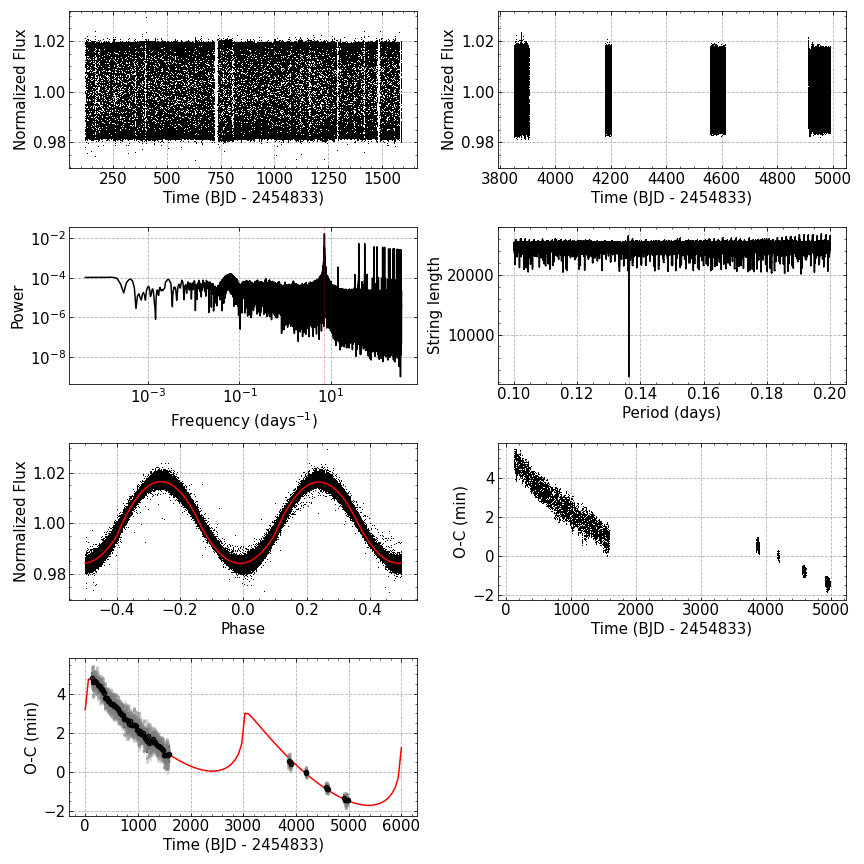 Normalized Flux
1.02
1.00
0.98
250 500 750 1000 1250 1500
Time (BJD - 2454833)
Normalized Flux
1.02
1.00
0.98
3800 4000 4200 4400 4600 4800 5000
Time (BJD - 2454833)
Power
10⁻²
10⁻⁴
10⁻⁶
10⁻⁸
10⁻³ 10⁻¹ 10¹
Frequency (days⁻¹)
String length
20000
10000
0.10 0.12 0.14 0.16 0.18 0.20
Period (days)
Normalized Flux
1.02
1.00
0.98
−0.4 −0.2 0.0 0.2 0.4
Phase
O-C (min)
4
2
0
−2
0 1000 2000 3000 4000 5000
Time (BJD - 2454833)
O-C (min)
4
2
0
−2
0 1000 2000 3000 4000 5000 6000
Time (BJD - 2454833)